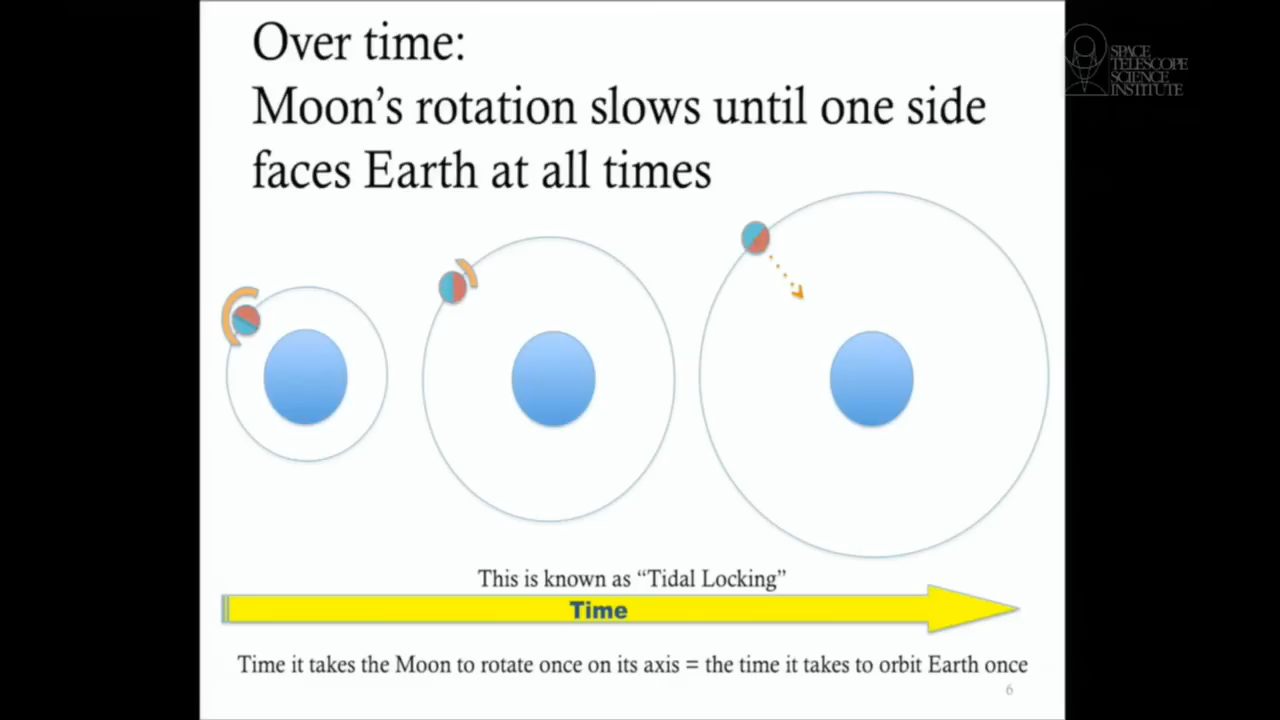 Over time:
Moon's rotation slows until one side
faces Earth at all times
SPACE
TELESCOPE
SCIENCE
INSTITUTE
This is known as “Tidal Locking”
Time
Time it takes the Moon to rotate once on its axis = the time it takes to orbit Earth once
6